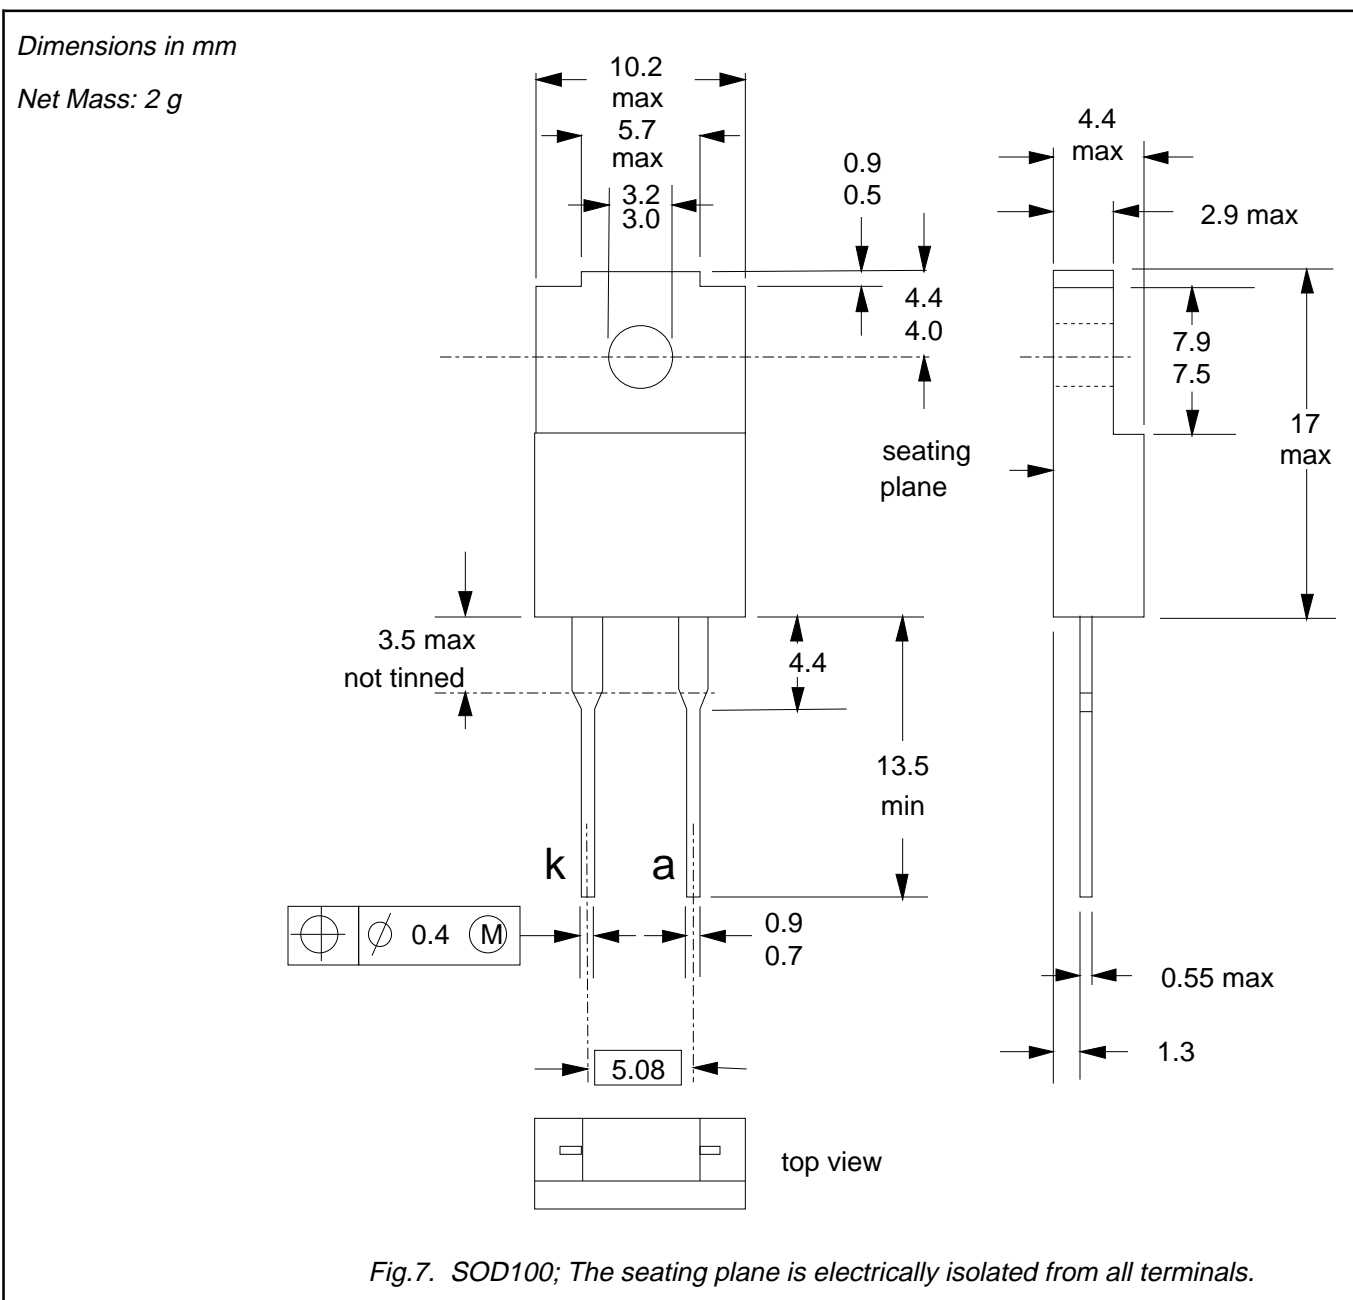 Dimensions in mm
Net Mass: 2 g
10.2
max
5.7
max
3.2
3.0
0.9
0.5
4.4
4.0
4.4
max
2.9 max
7.9
7.5
17
max
seating
plane
3.5 max
not tinned
4.4
13.5
min
k
a
0.4 M
0.9
0.7
0.55 max
1.3
5.08
top view
Fig.7. SOD100; The seating plane is electrically isolated from all terminals.